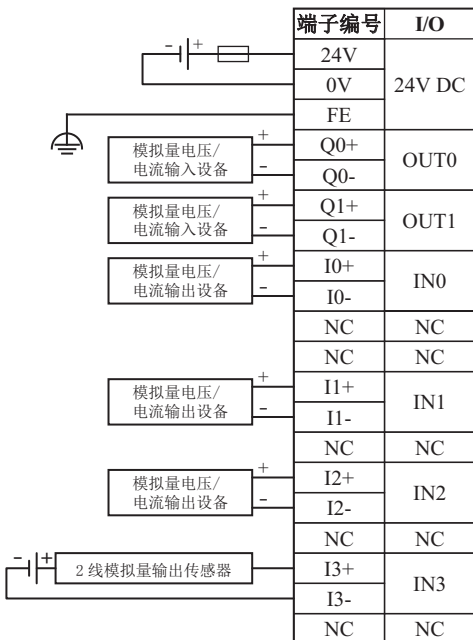 端子编号 I/O
- + 24V
0V 24V DC
FE
模拟量电压/ + Q0+
电流输入设备 - Q0- OUT0
模拟量电压/ + Q1+
电流输入设备 - Q1- OUT1
模拟量电压/ + I0+
电流输出设备 - I0- IN0
NC NC
NC NC
模拟量电压/ + I1+
电流输出设备 - I1- IN1
NC NC
模拟量电压/ + I2+
电流输出设备 - I2- IN2
NC NC
- + 2 线模拟量输出传感器 I3+
I3- IN3
NC NC